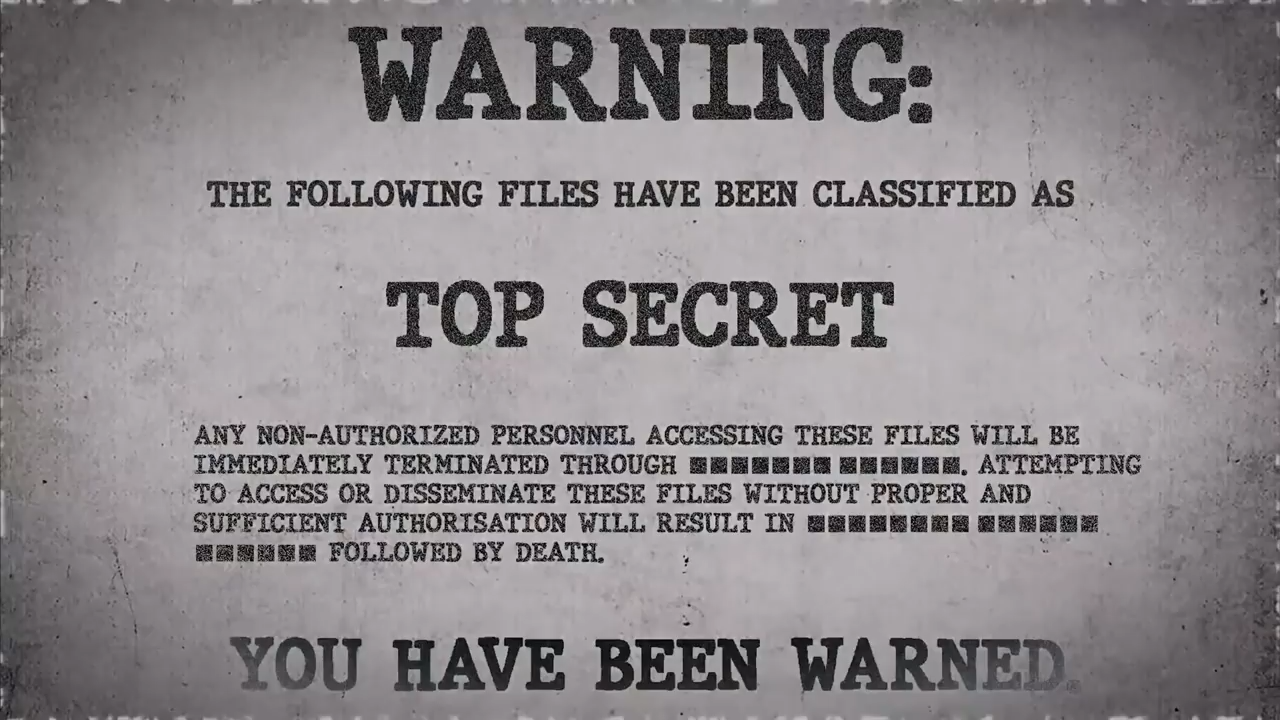 WARNING:
THE FOLLOWING FILES HAVE BEEN CLASSIFIED AS
TOP SECRET
ANY NON-AUTHORIZED PERSONNEL ACCESSING THESE FILES WILL BE
IMMEDIATELY TERMINATED THROUGH ■■■■■■■ ■■■■■■. ATTEMPTING
TO ACCESS OR DISSEMINATE THESE FILES WITHOUT PROPER AND
SUFFICIENT AUTHORISATION WILL RESULT IN ■■■■■■■■ ■■■■■■
■■■■■■ FOLLOWED BY DEATH.
YOU HAVE BEEN WARNED.